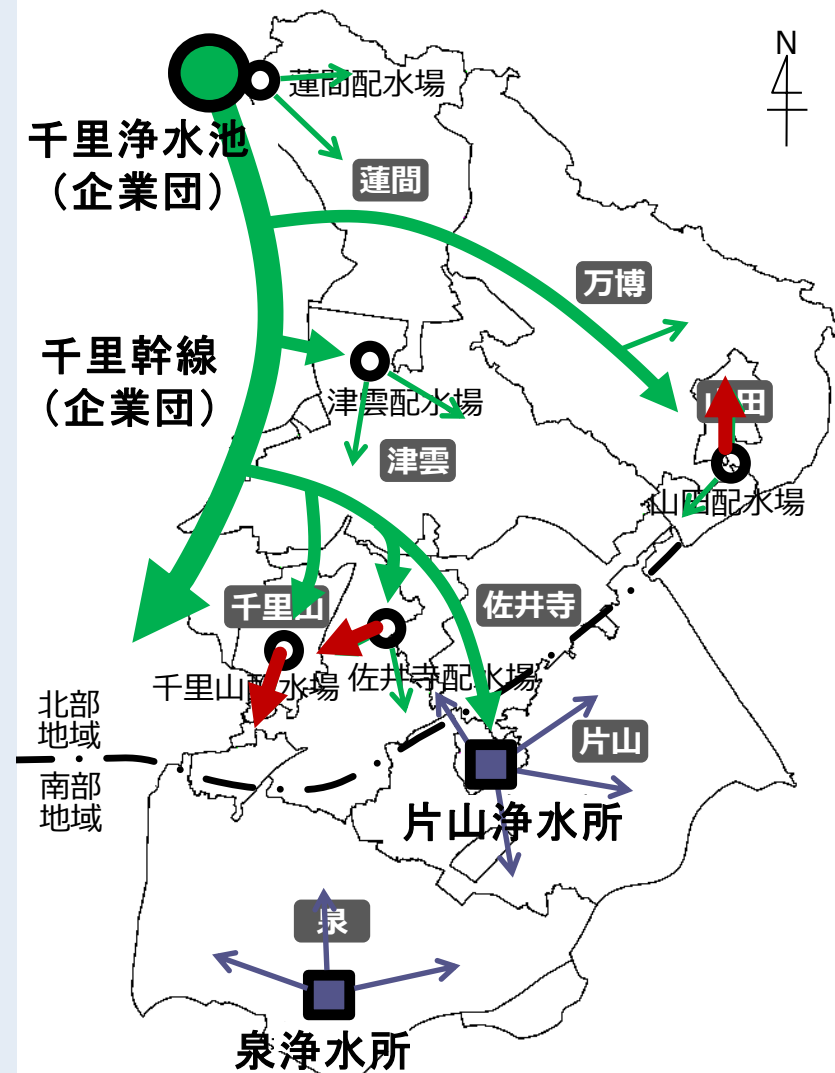 N
蓮間配水場
千里浄水池
（企業団）
蓮間
万博
千里幹線
（企業団）
津雲配水場
山田
津雲
山田配水場
千里山
佐井寺
千里山配水場
佐井寺配水場
北部
地域
片山
南部
地域
片山浄水所
泉
泉浄水所